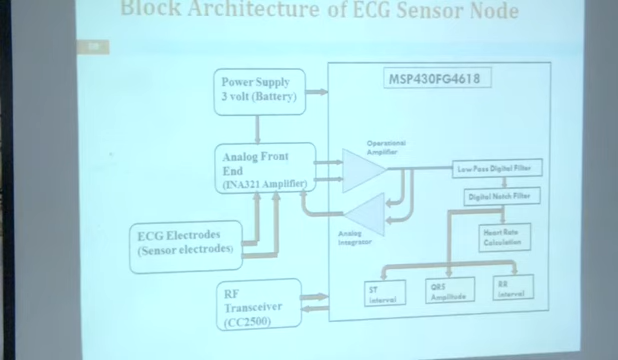 Block Architecture of ECG Sensor Node
Power Supply
3 volt (Battery)
MSP430FG4618
Analog Front
End
(INA321 Amplifier)
Operational
Amplifier
Low-Pass Digital Filter
Digital Notch Filter
ECG Electrodes
(Sensor electrodes)
Analog
Integrator
Heart Rate
Calculation
RF
Transceiver
(CC2500)
ST
interval
QRS
Amplitude
RR
interval